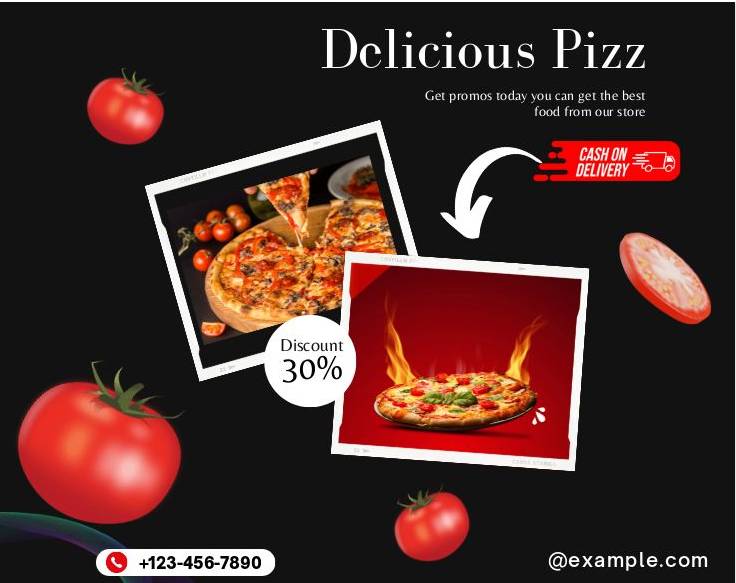 Delicious Pizz
Get promos today you can get the best
food from our store
CASH ON
DELIVERY
Discount
30%
+123-456-7890
@example.com